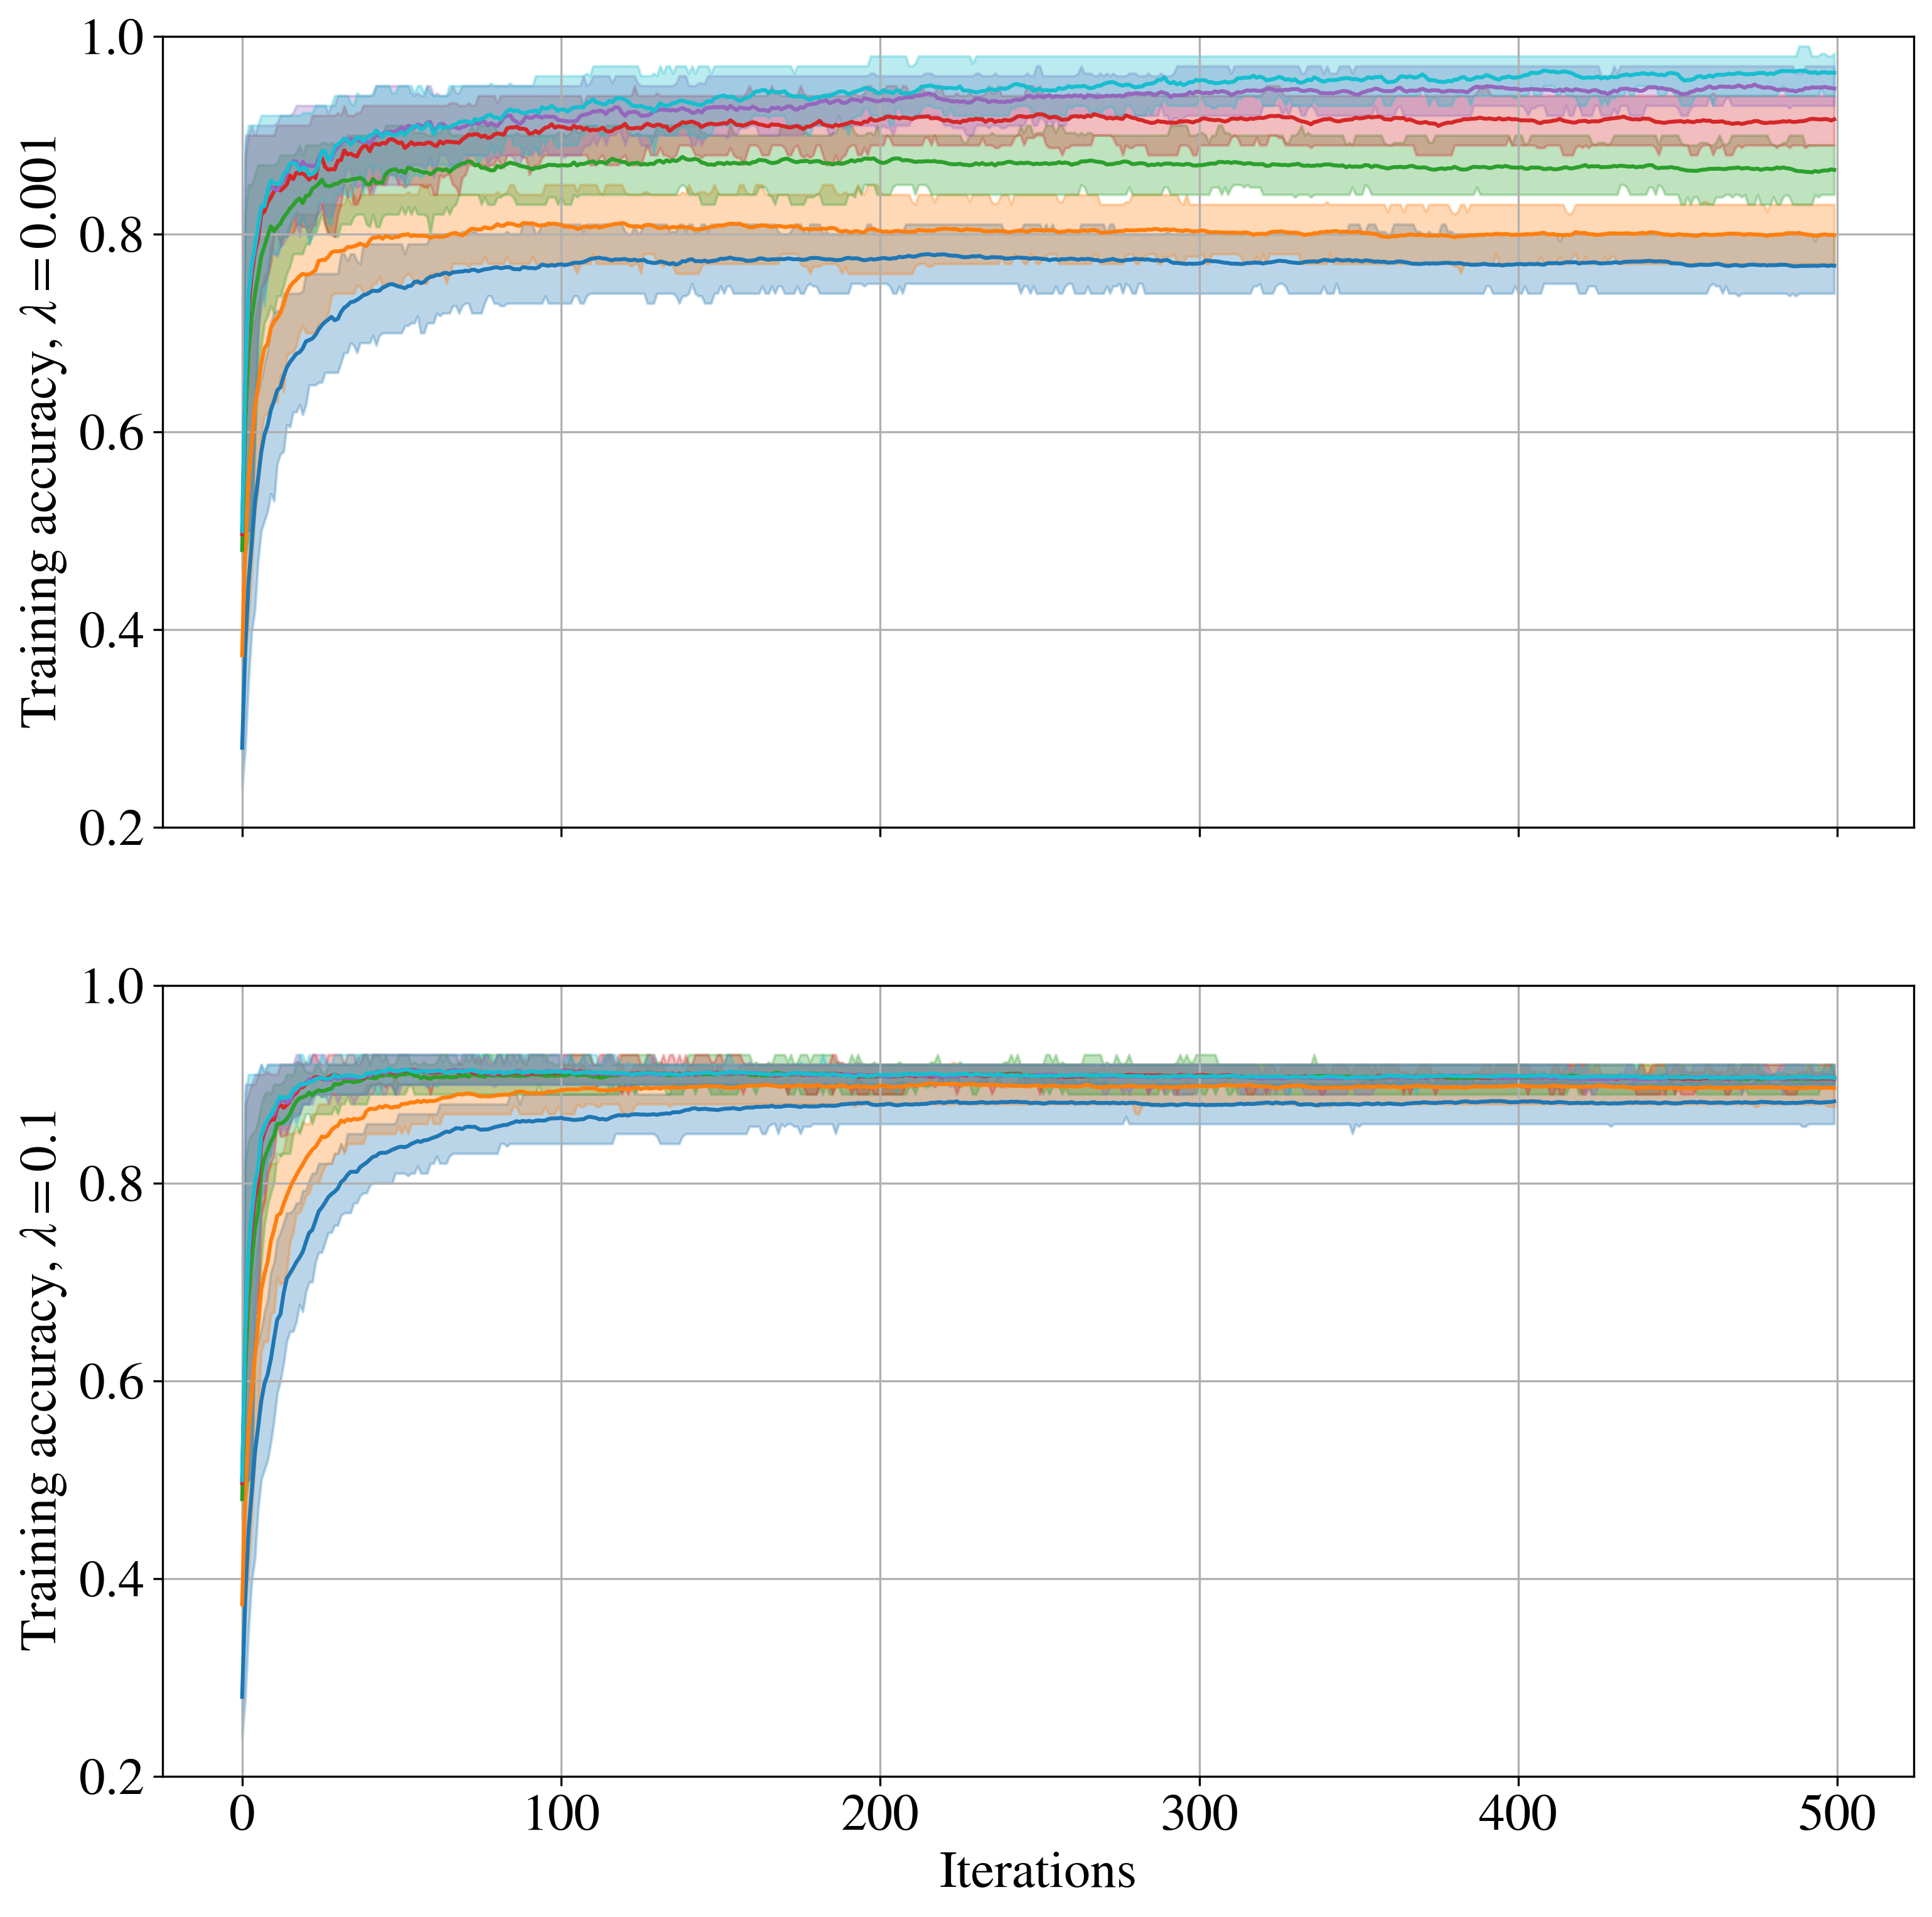 Training accuracy, λ = 0.001
1.0
0.8
0.6
0.4
0.2
Training accuracy, λ = 0.1
1.0
0.8
0.6
0.4
0.2
0 100 200 300 400 500
Iterations